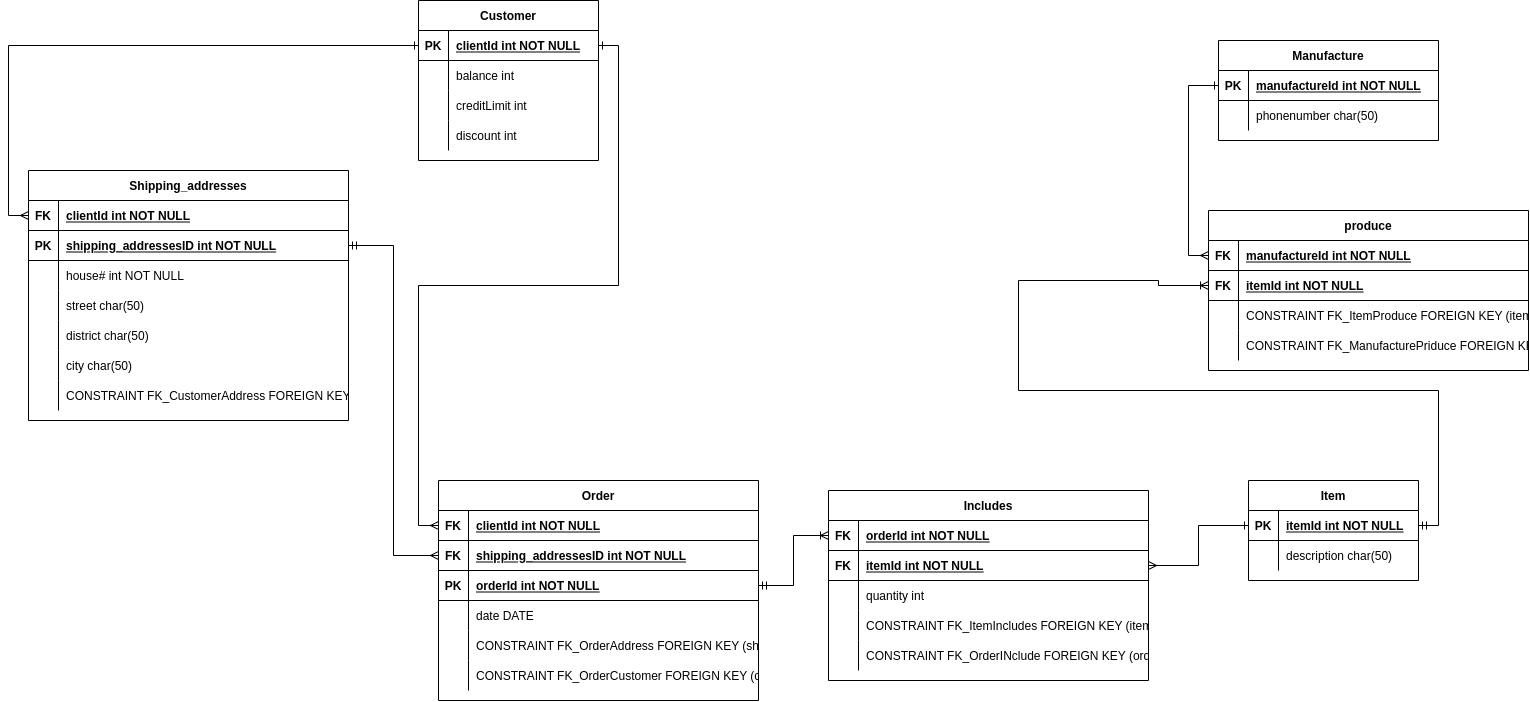 Customer
PK clientId int NOT NULL
balance int
creditLimit int
discount int
Manufacture
PK manufactureId int NOT NULL
phonenumber char(50)
Shipping_addresses
FK clientId int NOT NULL
PK shipping_addressesID int NOT NULL
house# int NOT NULL
street char(50)
district char(50)
city char(50)
CONSTRAINT FK_CustomerAddress FOREIGN KEY
produce
FK manufactureId int NOT NULL
FK itemId int NOT NULL
CONSTRAINT FK_ItemProduce FOREIGN KEY (iten
CONSTRAINT FK_ManufacturePriduce FOREIGN
Order
FK clientId int NOT NULL
FK shipping_addressesID int NOT NULL
PK orderId int NOT NULL
date DATE
CONSTRAINT FK_OrderAddress FOREIGN KEY (sh
CONSTRAINT FK_OrderCustomer FOREIGN KEY (c
Includes
FK orderId int NOT NULL
FK itemId int NOT NULL
quantity int
CONSTRAINT FK_ItemIncludes FOREIGN KEY (iten
CONSTRAINT FK_OrderINclude FOREIGN KEY (orc
Item
PK itemId int NOT NULL
description char(50)